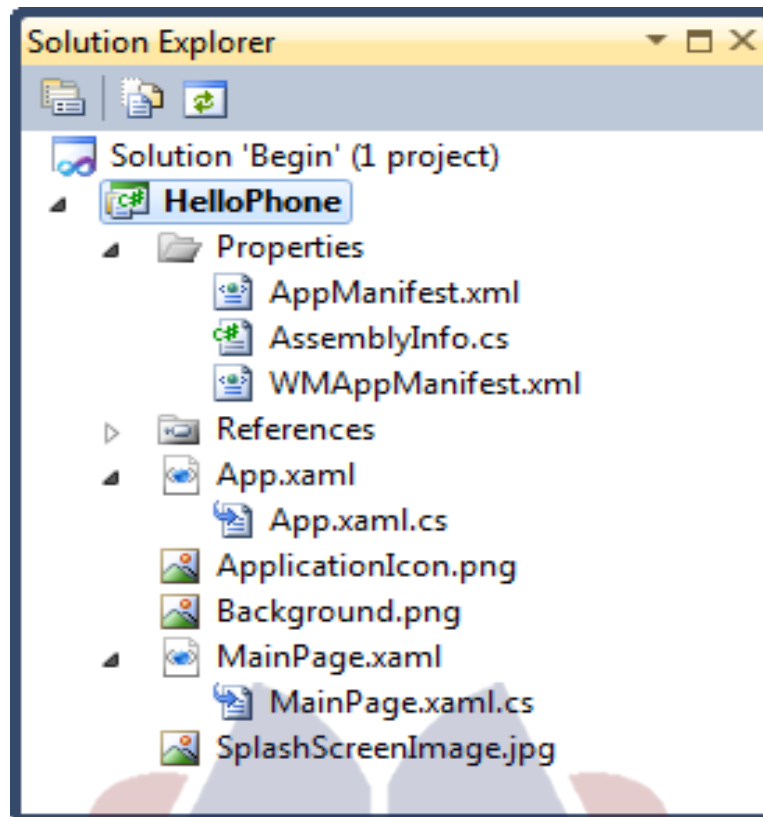 Solution Explorer
Solution 'Begin' (1 project)
HelloPhone
Properties
AppManifest.xml
AssemblyInfo.cs
WMAppManifest.xml
References
App.xaml
App.xaml.cs
ApplicationIcon.png
Background.png
MainPage.xaml
MainPage.xaml.cs
SplashScreenImage.jpg